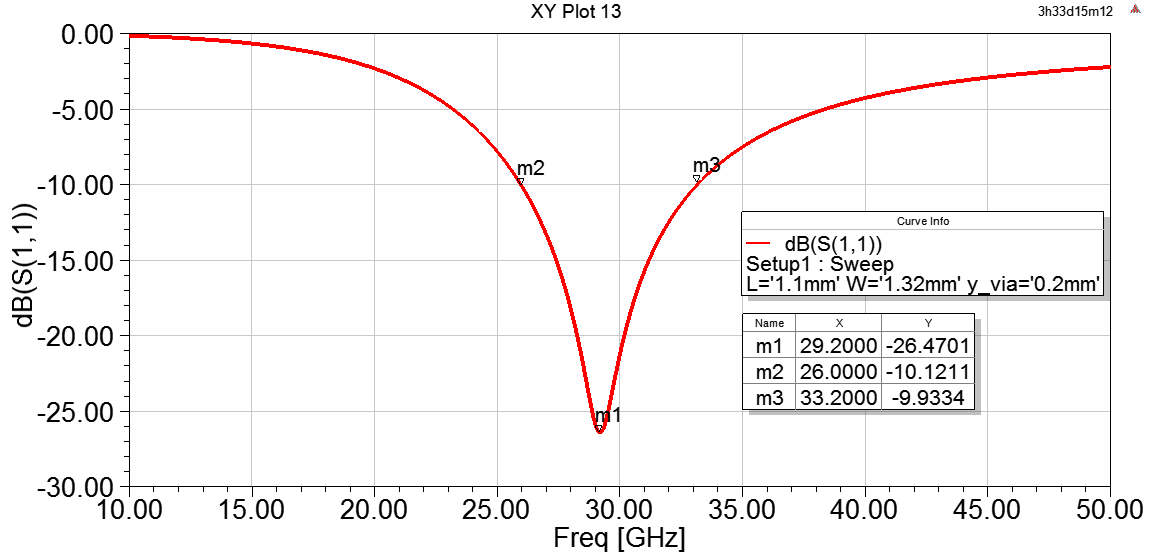 XY Plot 13
3h33d15m12
0.00
-5.00
-10.00
-15.00
-20.00
-25.00
-30.00
dB(S(1,1))
m2
m3
m1
Curve Info
dB(S(1,1))
Setup1 : Sweep
L='1.1mm' W='1.32mm' y_via='0.2mm'
Name X Y
m1 29.2000 -26.4701
m2 26.0000 -10.1211
m3 33.2000 -9.9334
10.00 15.00 20.00 25.00 30.00 35.00 40.00 45.00 50.00
Freq [GHz]